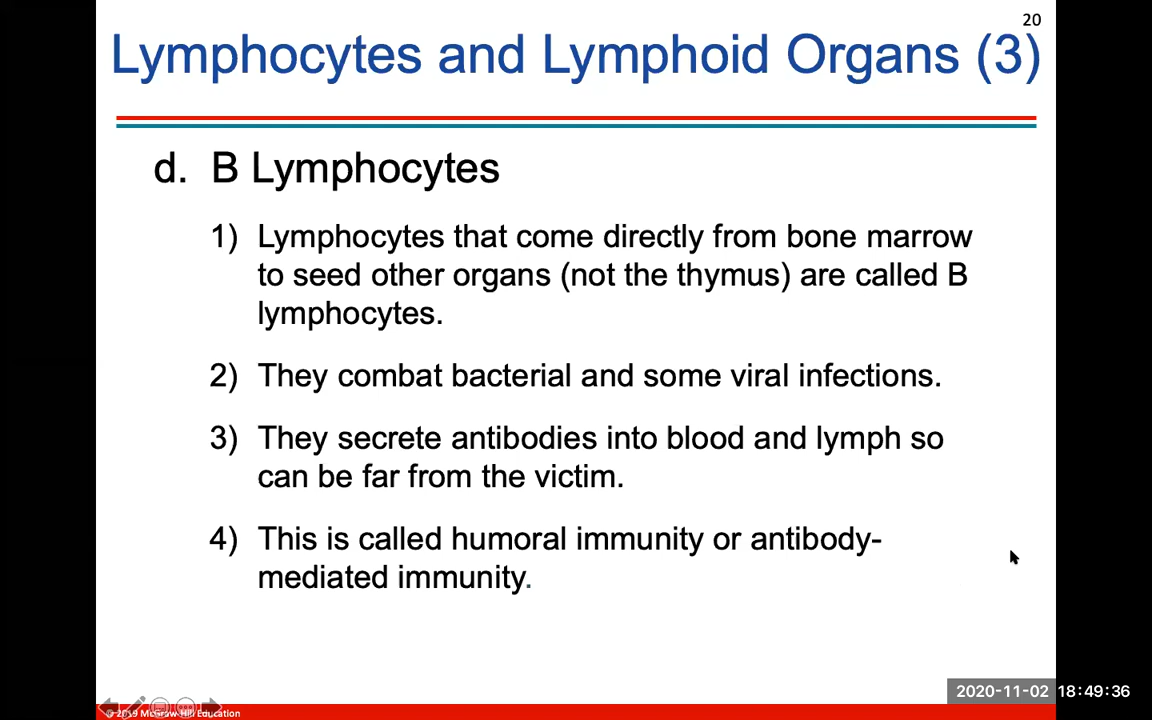 20
Lymphocytes and Lymphoid Organs (3)
d. B Lymphocytes
1) Lymphocytes that come directly from bone marrow
to seed other organs (not the thymus) are called B
lymphocytes.
2) They combat bacterial and some viral infections.
3) They secrete antibodies into blood and lymph so
can be far from the victim.
4) This is called humoral immunity or antibody-
mediated immunity.
2020-11-02 18:49:36
© 2019 McGraw-Hill Education